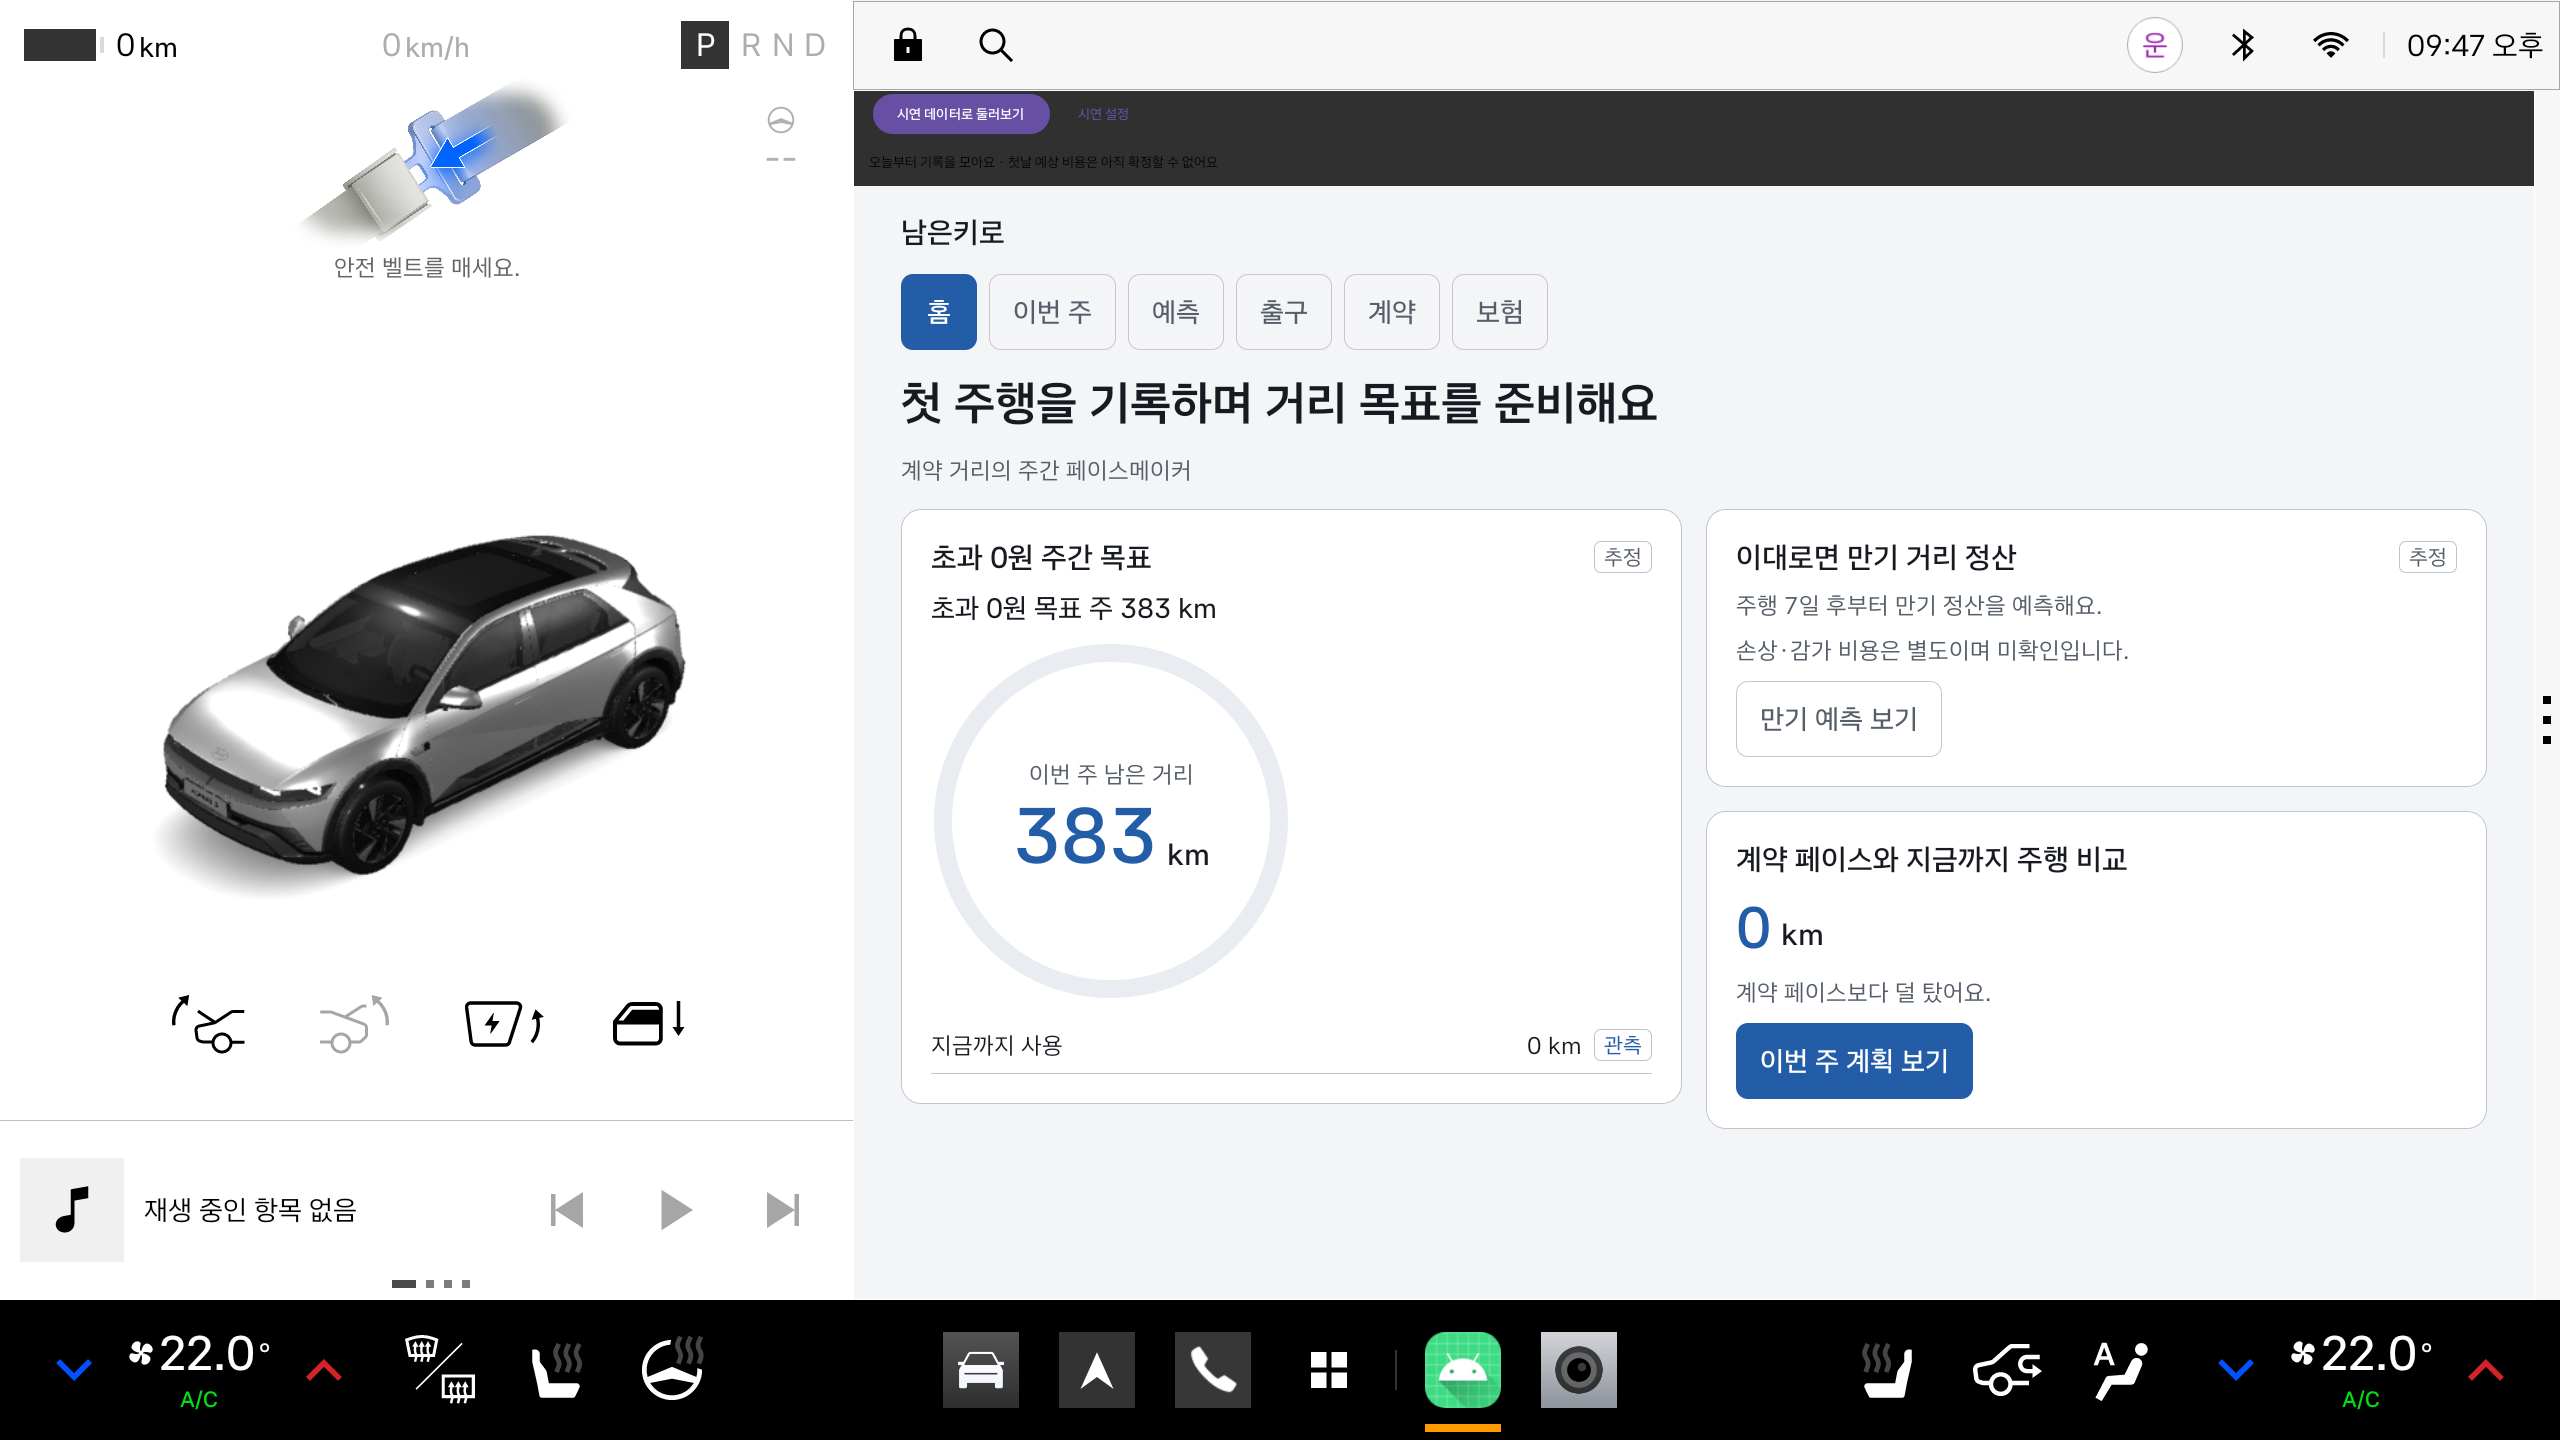 0 km
0 km/h
P R N D
안전 벨트를 매세요.
재생 중인 항목 없음
운
09:47 오후
시연 데이터로 둘러보기
시연 설정
오늘부터 기록을 모아요 · 첫날 예상 비용은 아직 확정할 수 없어요
남은키로
홈
이번 주
예측
출구
계약
보험
첫 주행을 기록하며 거리 목표를 준비해요
계약 거리의 주간 페이스메이커
초과 0원 주간 목표
추정
초과 0원 목표 주 383 km
이번 주 남은 거리
383 km
지금까지 사용
0 km
관측
이대로면 만기 거리 정산
추정
주행 7일 후부터 만기 정산을 예측해요.
손상·감가 비용은 별도이며 미확인입니다.
만기 예측 보기
계약 페이스와 지금까지 주행 비교
0 km
계약 페이스보다 덜 탔어요.
이번 주 계획 보기
22.0°
A/C
A
22.0°
A/C